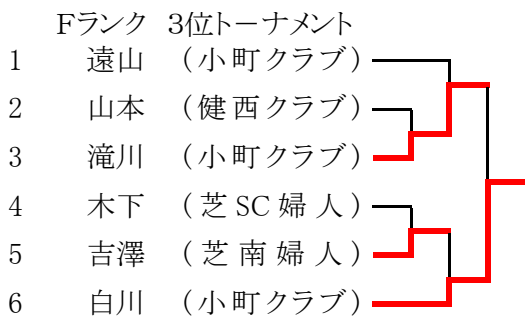 Fランク 3位トーナメント
1 遠山 (小町クラブ)
2 山本 (健西クラブ)
3 滝川 (小町クラブ)
4 木下 (芝SC婦人)
5 吉澤 (芝南婦人)
6 白川 (小町クラブ)